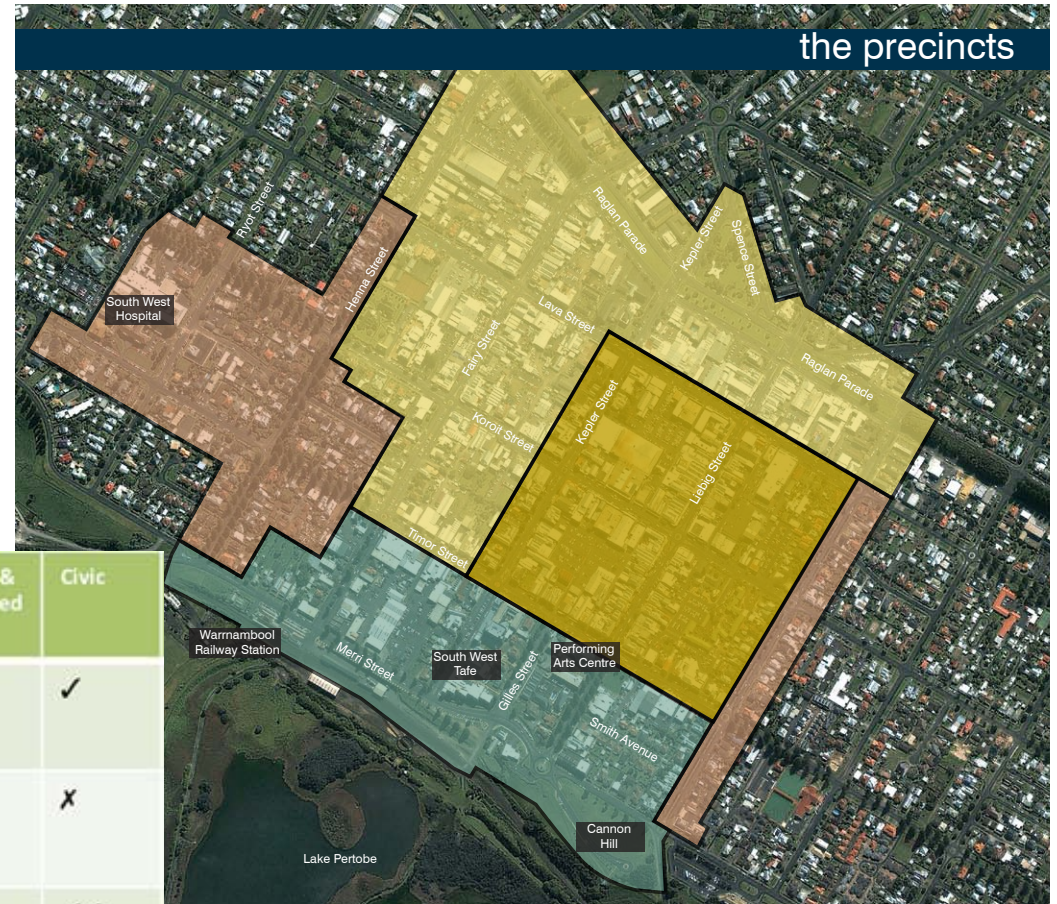 the precincts
Ryot Street
Henna Street
South West
Hospital
Raglan Parade
Kepler Street
Spence Street
Lava Street
Fairy Street
Raglan Parade
Kepler Street
Koroit Street
Liebig Street
Timor Street
&
ed
Civic
✓
✗
Warrnambool
Railway Station
Merri Street
South West
Tafe
Gilles Street
Performing
Arts Centre
Smith Avenue
Cannon
Hill
Lake Pertobe